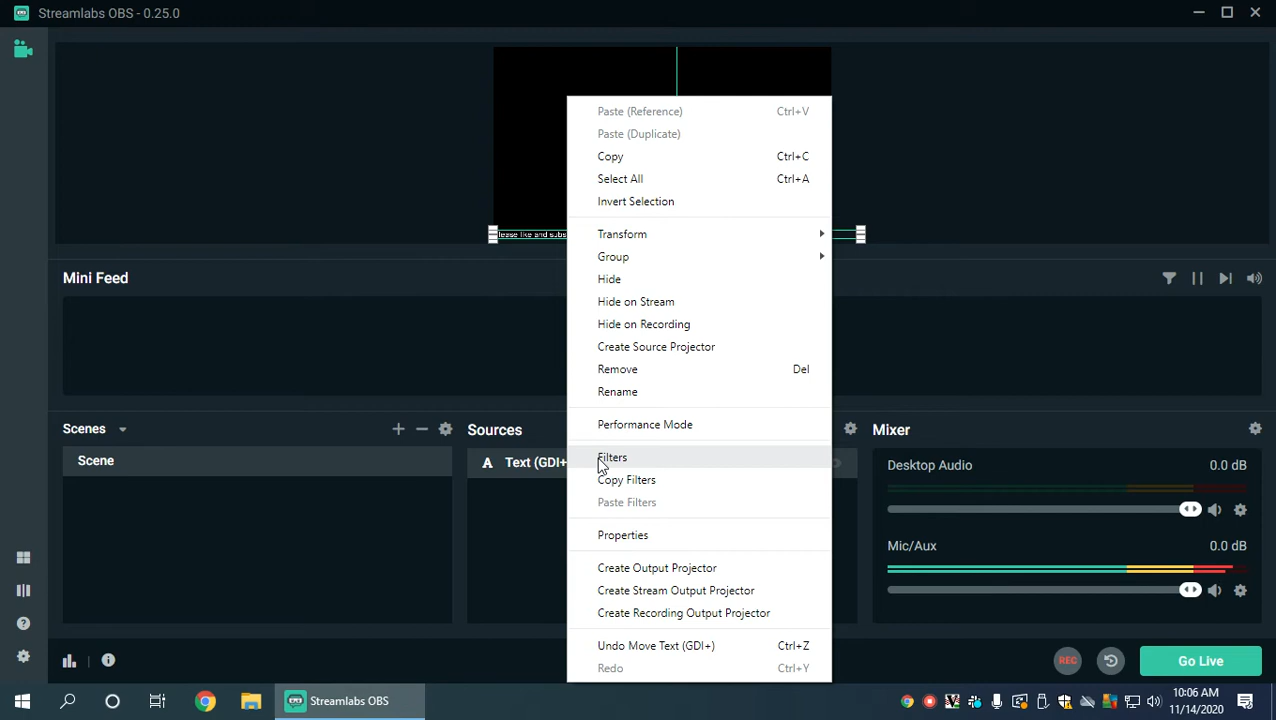 Streamlabs OBS - 0.25.0
Paste (Reference) Ctrl+V
Paste (Duplicate)
Copy Ctrl+C
Select All Ctrl+A
Invert Selection
Transform
lease like and subs
Group
Hide
Mini Feed
Hide on Stream
Hide on Recording
Create Source Projector
Remove Del
Rename
Performance Mode
Scenes
Sources
Mixer
Scene
A Text (GDI+
Filters
Desktop Audio 0.0 dB
Copy Filters
Paste Filters
Properties
Mic/Aux 0.0 dB
Create Output Projector
Create Stream Output Projector
Create Recording Output Projector
Undo Move Text (GDI+) Ctrl+Z
Redo Ctrl+Y
REC
Go Live
Streamlabs OBS
10:06 AM
11/14/2020